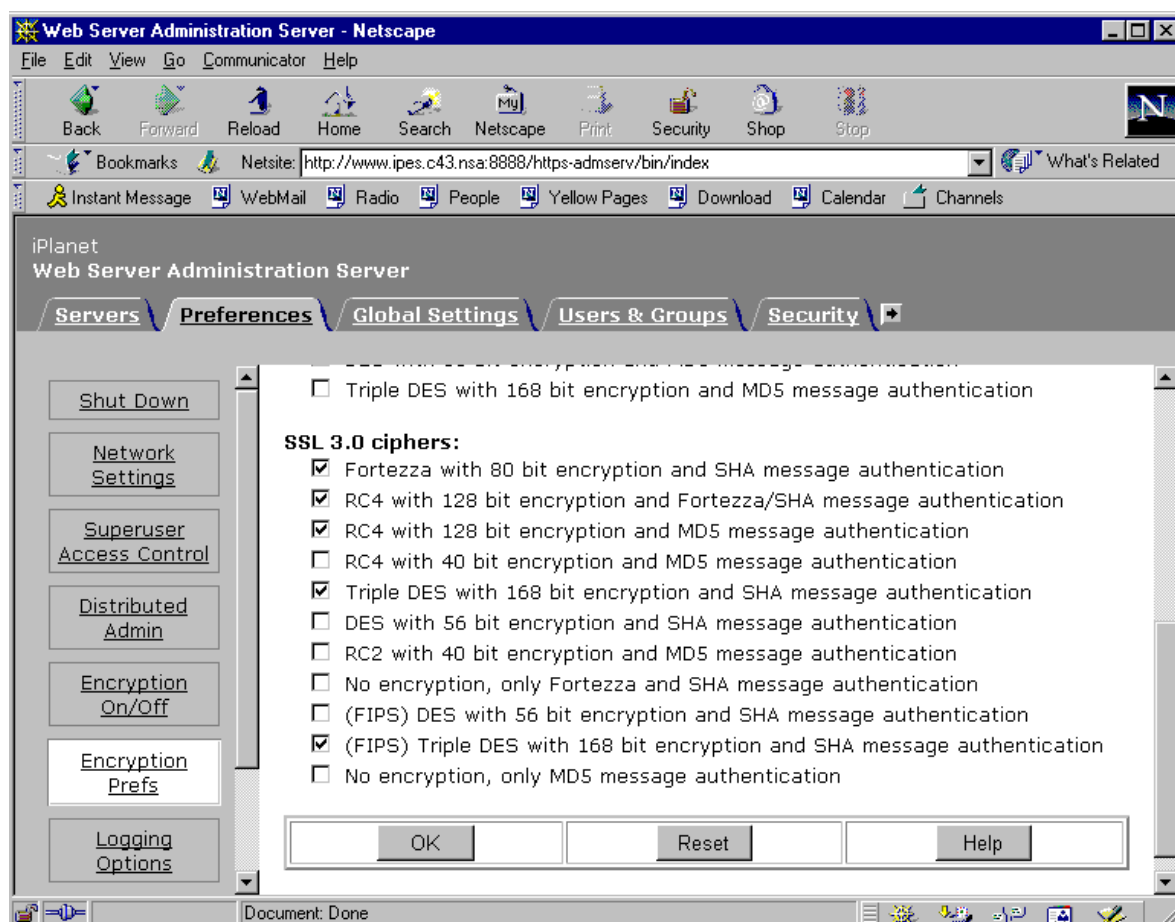 Web Server Administration Server - Netscape
File Edit View Go Communicator Help
Back Forward Reload Home Search Netscape Print Security Shop Stop
My
N
Bookmarks Netsite: http://www.ipes.c43.nsa:8888/https-admserv/bin/index What's Related
Instant Message WebMail Radio People Yellow Pages Download Calendar Channels
iPlanet
Web Server Administration Server
Servers Preferences Global Settings Users & Groups Security
Shut Down
Network
Settings
Superuser
Access Control
Distributed
Admin
Encryption
On/Off
Encryption
Prefs
Logging
Options
Triple DES with 168 bit encryption and MD5 message authentication
SSL 3.0 ciphers:
Fortezza with 80 bit encryption and SHA message authentication
RC4 with 128 bit encryption and Fortezza/SHA message authentication
RC4 with 128 bit encryption and MD5 message authentication
RC4 with 40 bit encryption and MD5 message authentication
Triple DES with 168 bit encryption and SHA message authentication
DES with 56 bit encryption and SHA message authentication
RC2 with 40 bit encryption and MD5 message authentication
No encryption, only Fortezza and SHA message authentication
(FIPS) DES with 56 bit encryption and SHA message authentication
(FIPS) Triple DES with 168 bit encryption and SHA message authentication
No encryption, only MD5 message authentication
OK Reset Help
Document: Done